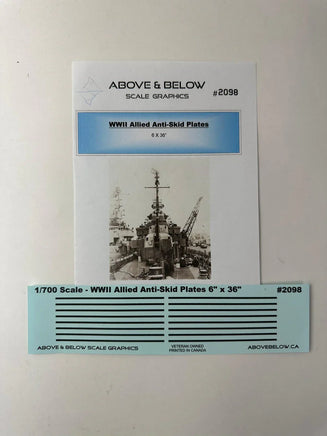 ABOVE & BELOW
SCALE GRAPHICS
#2098
WWII Allied Anti-Skid Plates
6 X 36"
1/700 Scale - WWII Allied Anti-Skid Plates 6" x 36" #2098
ABOVE & BELOW SCALE GRAPHICS
VETERAN OWNED
PRINTED IN CANADA
ABOVEBELOW.CA